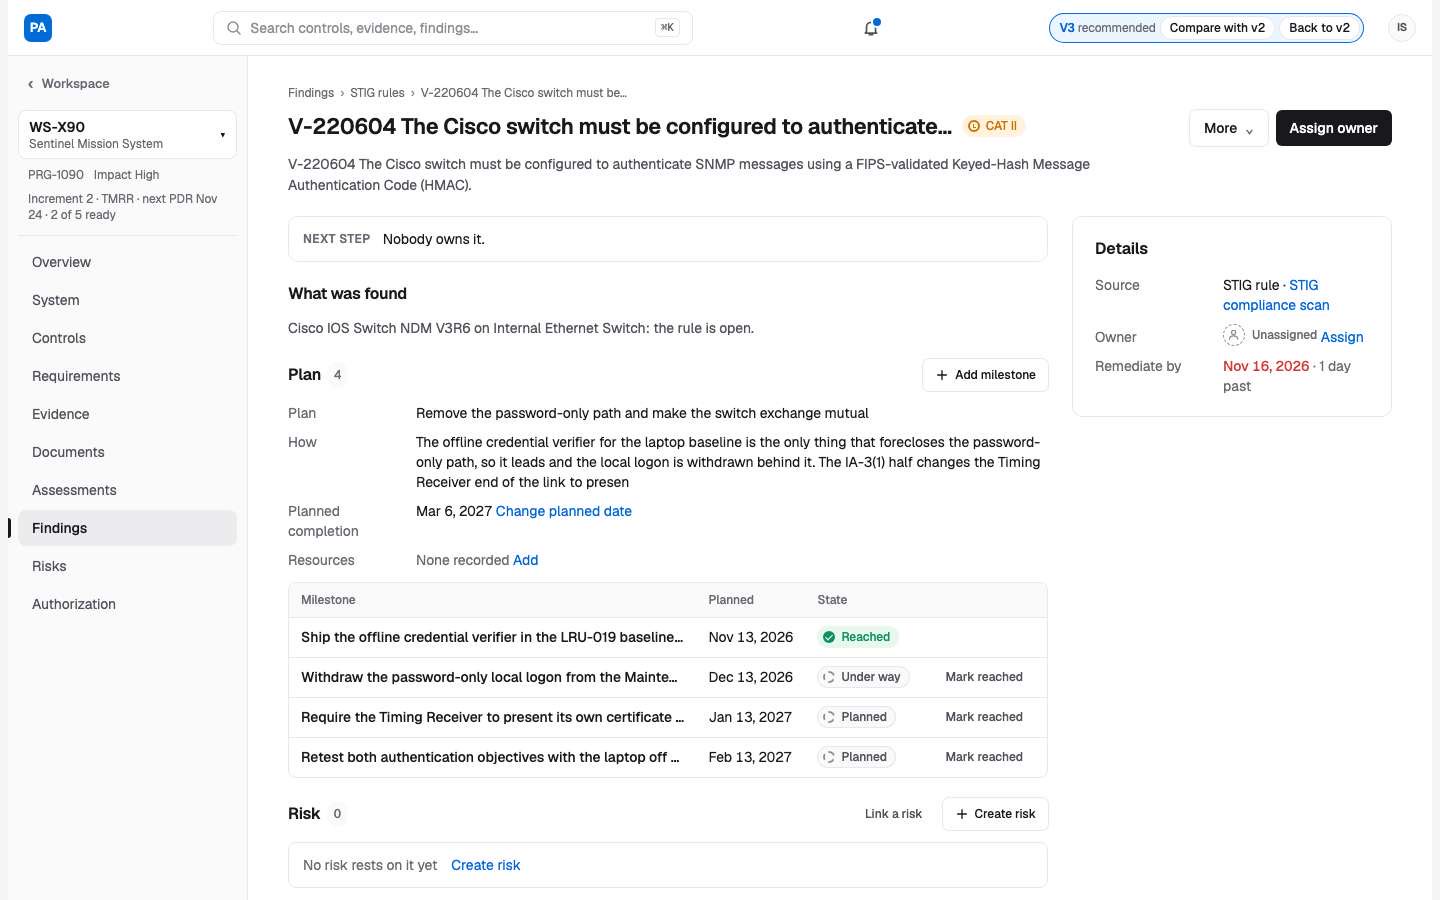 PA
Search controls, evidence, findings...
⌘K
V3 recommended
Compare with v2
Back to v2
IS
‹ Workspace
WS-X90
Sentinel Mission System
PRG-1090 Impact High
Increment 2 · TMRR · next PDR Nov
24 · 2 of 5 ready
Overview
System
Controls
Requirements
Evidence
Documents
Assessments
Findings
Risks
Authorization
Findings › STIG rules › V-220604 The Cisco switch must be...
V-220604 The Cisco switch must be configured to authenticate...
CAT II
More
Assign owner
V-220604 The Cisco switch must be configured to authenticate SNMP messages using a FIPS-validated Keyed-Hash Message
Authentication Code (HMAC).
NEXT STEP Nobody owns it.
What was found
Cisco IOS Switch NDM V3R6 on Internal Ethernet Switch: the rule is open.
Plan 4
+ Add milestone
Plan
Remove the password-only path and make the switch exchange mutual
How
The offline credential verifier for the laptop baseline is the only thing that forecloses the password-
only path, so it leads and the local logon is withdrawn behind it. The IA-3(1) half changes the Timing
Receiver end of the link to presen
Planned
completion
Mar 6, 2027 Change planned date
Resources
None recorded Add
Milestone Planned State
Ship the offline credential verifier in the LRU-019 baseline... Nov 13, 2026 Reached
Withdraw the password-only local logon from the Mainte... Dec 13, 2026 Under way Mark reached
Require the Timing Receiver to present its own certificate ... Jan 13, 2027 Planned Mark reached
Retest both authentication objectives with the laptop off ... Feb 13, 2027 Planned Mark reached
Risk 0
Link a risk
+ Create risk
No risk rests on it yet Create risk
Details
Source
STIG rule · STIG
compliance scan
Owner
Unassigned Assign
Remediate by
Nov 16, 2026 · 1 day
past